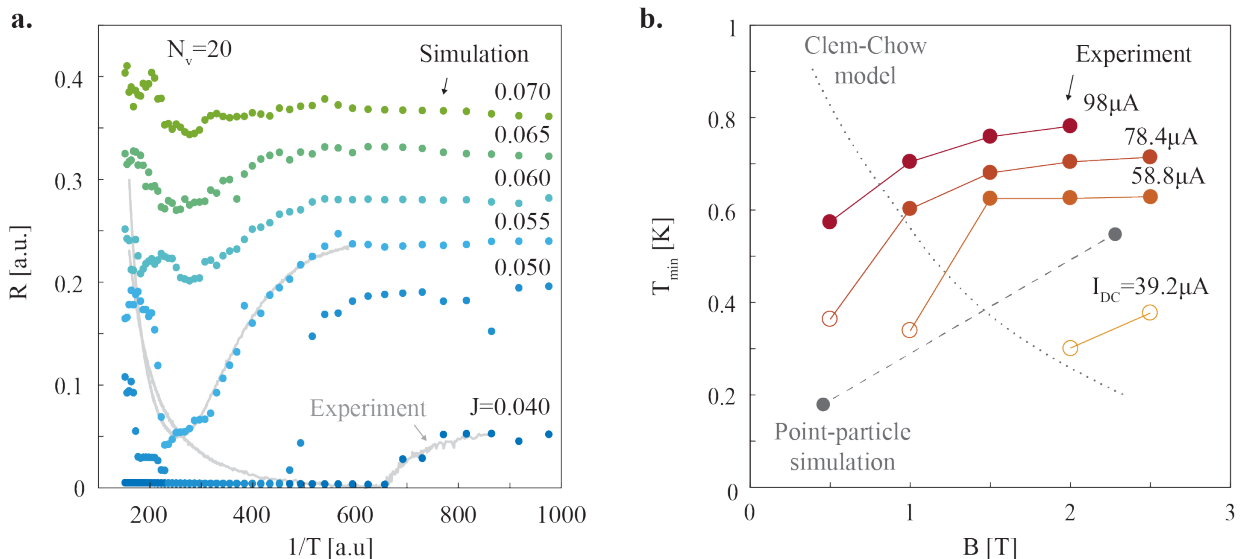 a.
N_v=20
Simulation
0.070
0.065
0.060
0.055
0.050
J=0.040
Experiment
R [a.u.]
0.4
0.3
0.2
0.1
0
200
400
600
800
1000
1/T [a.u]
b.
Clem-Chow
model
Experiment
98μA
78.4μA
58.8μA
I_DC=39.2μA
Point-particle
simulation
T_min [K]
1
0.8
0.6
0.4
0.2
0
0
1
2
3
B [T]